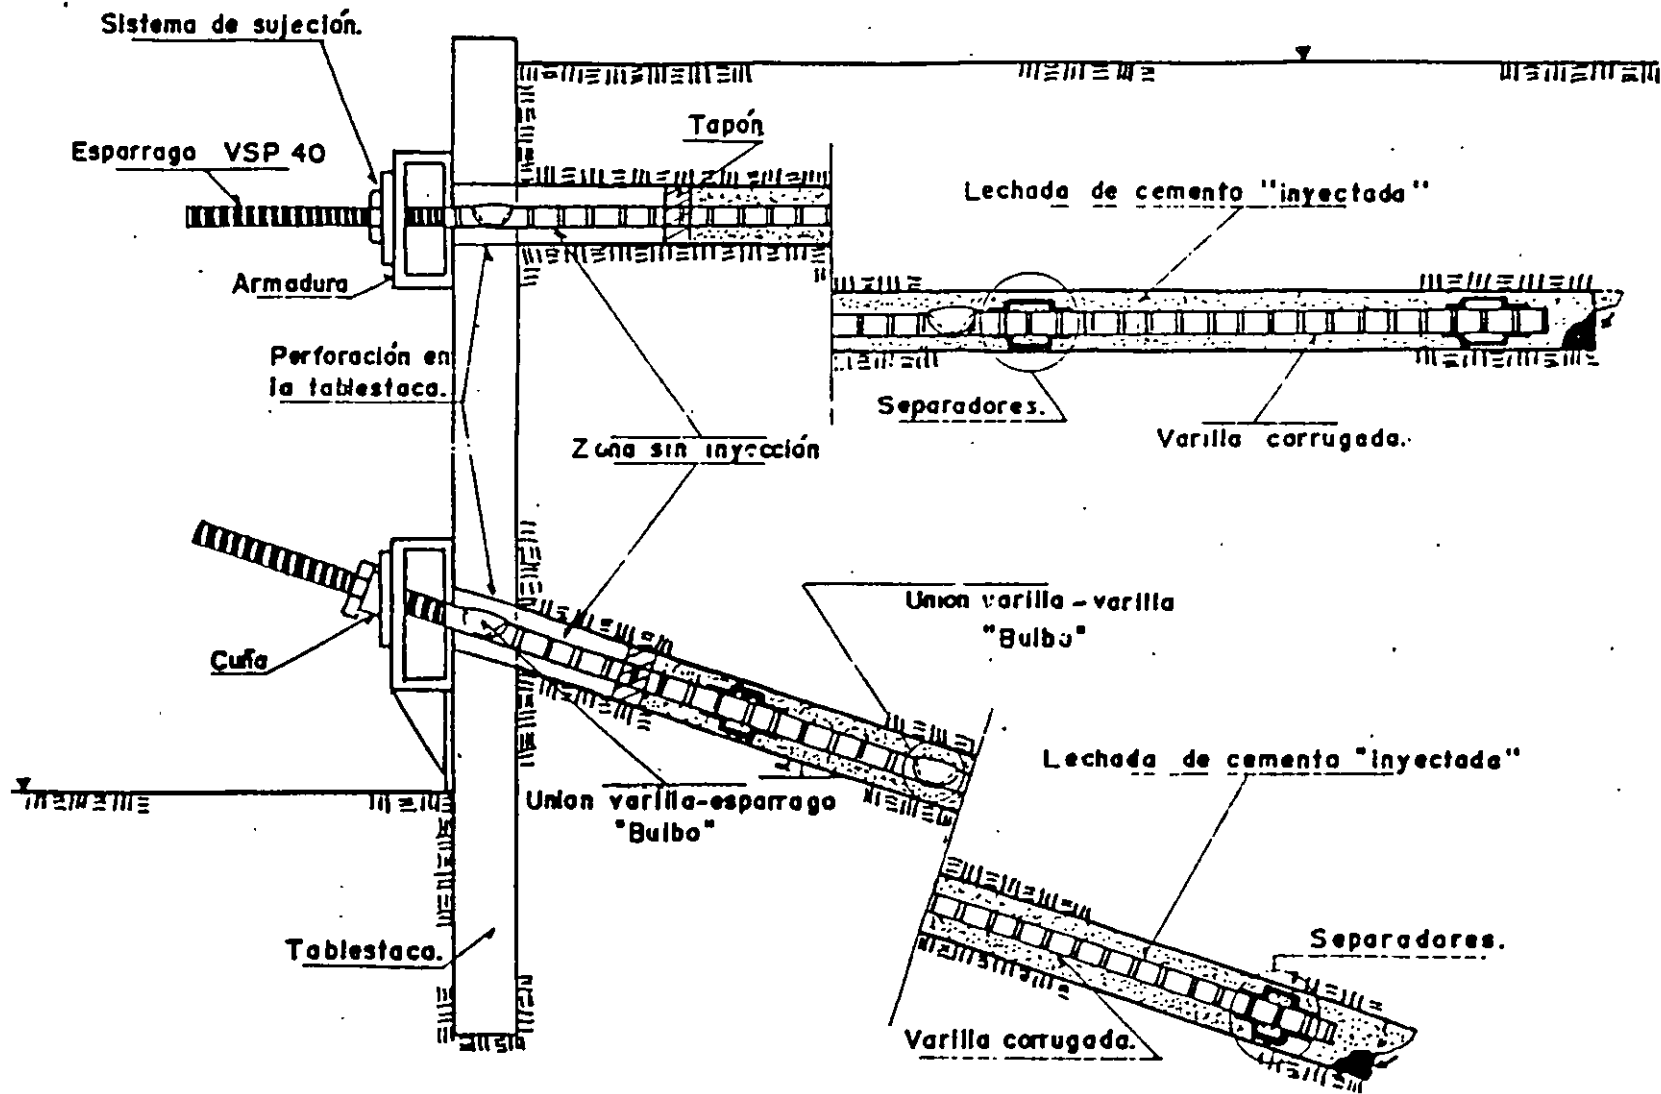 Sistema de sujeción.
Esparrago VSP 40
Tapón
Lechada de cemento "inyectada"
Armadura
Perforación en
la tablestaca.
Separadores.
Varilla corrugada.
Zona sin inyección
Union varilla - varilla
"Bulbo"
Cuña
Lechada de cemento "inyectada"
Union varilla-esparrago
"Bulbo"
Tablestaca.
Separadores.
Varilla corrugada.